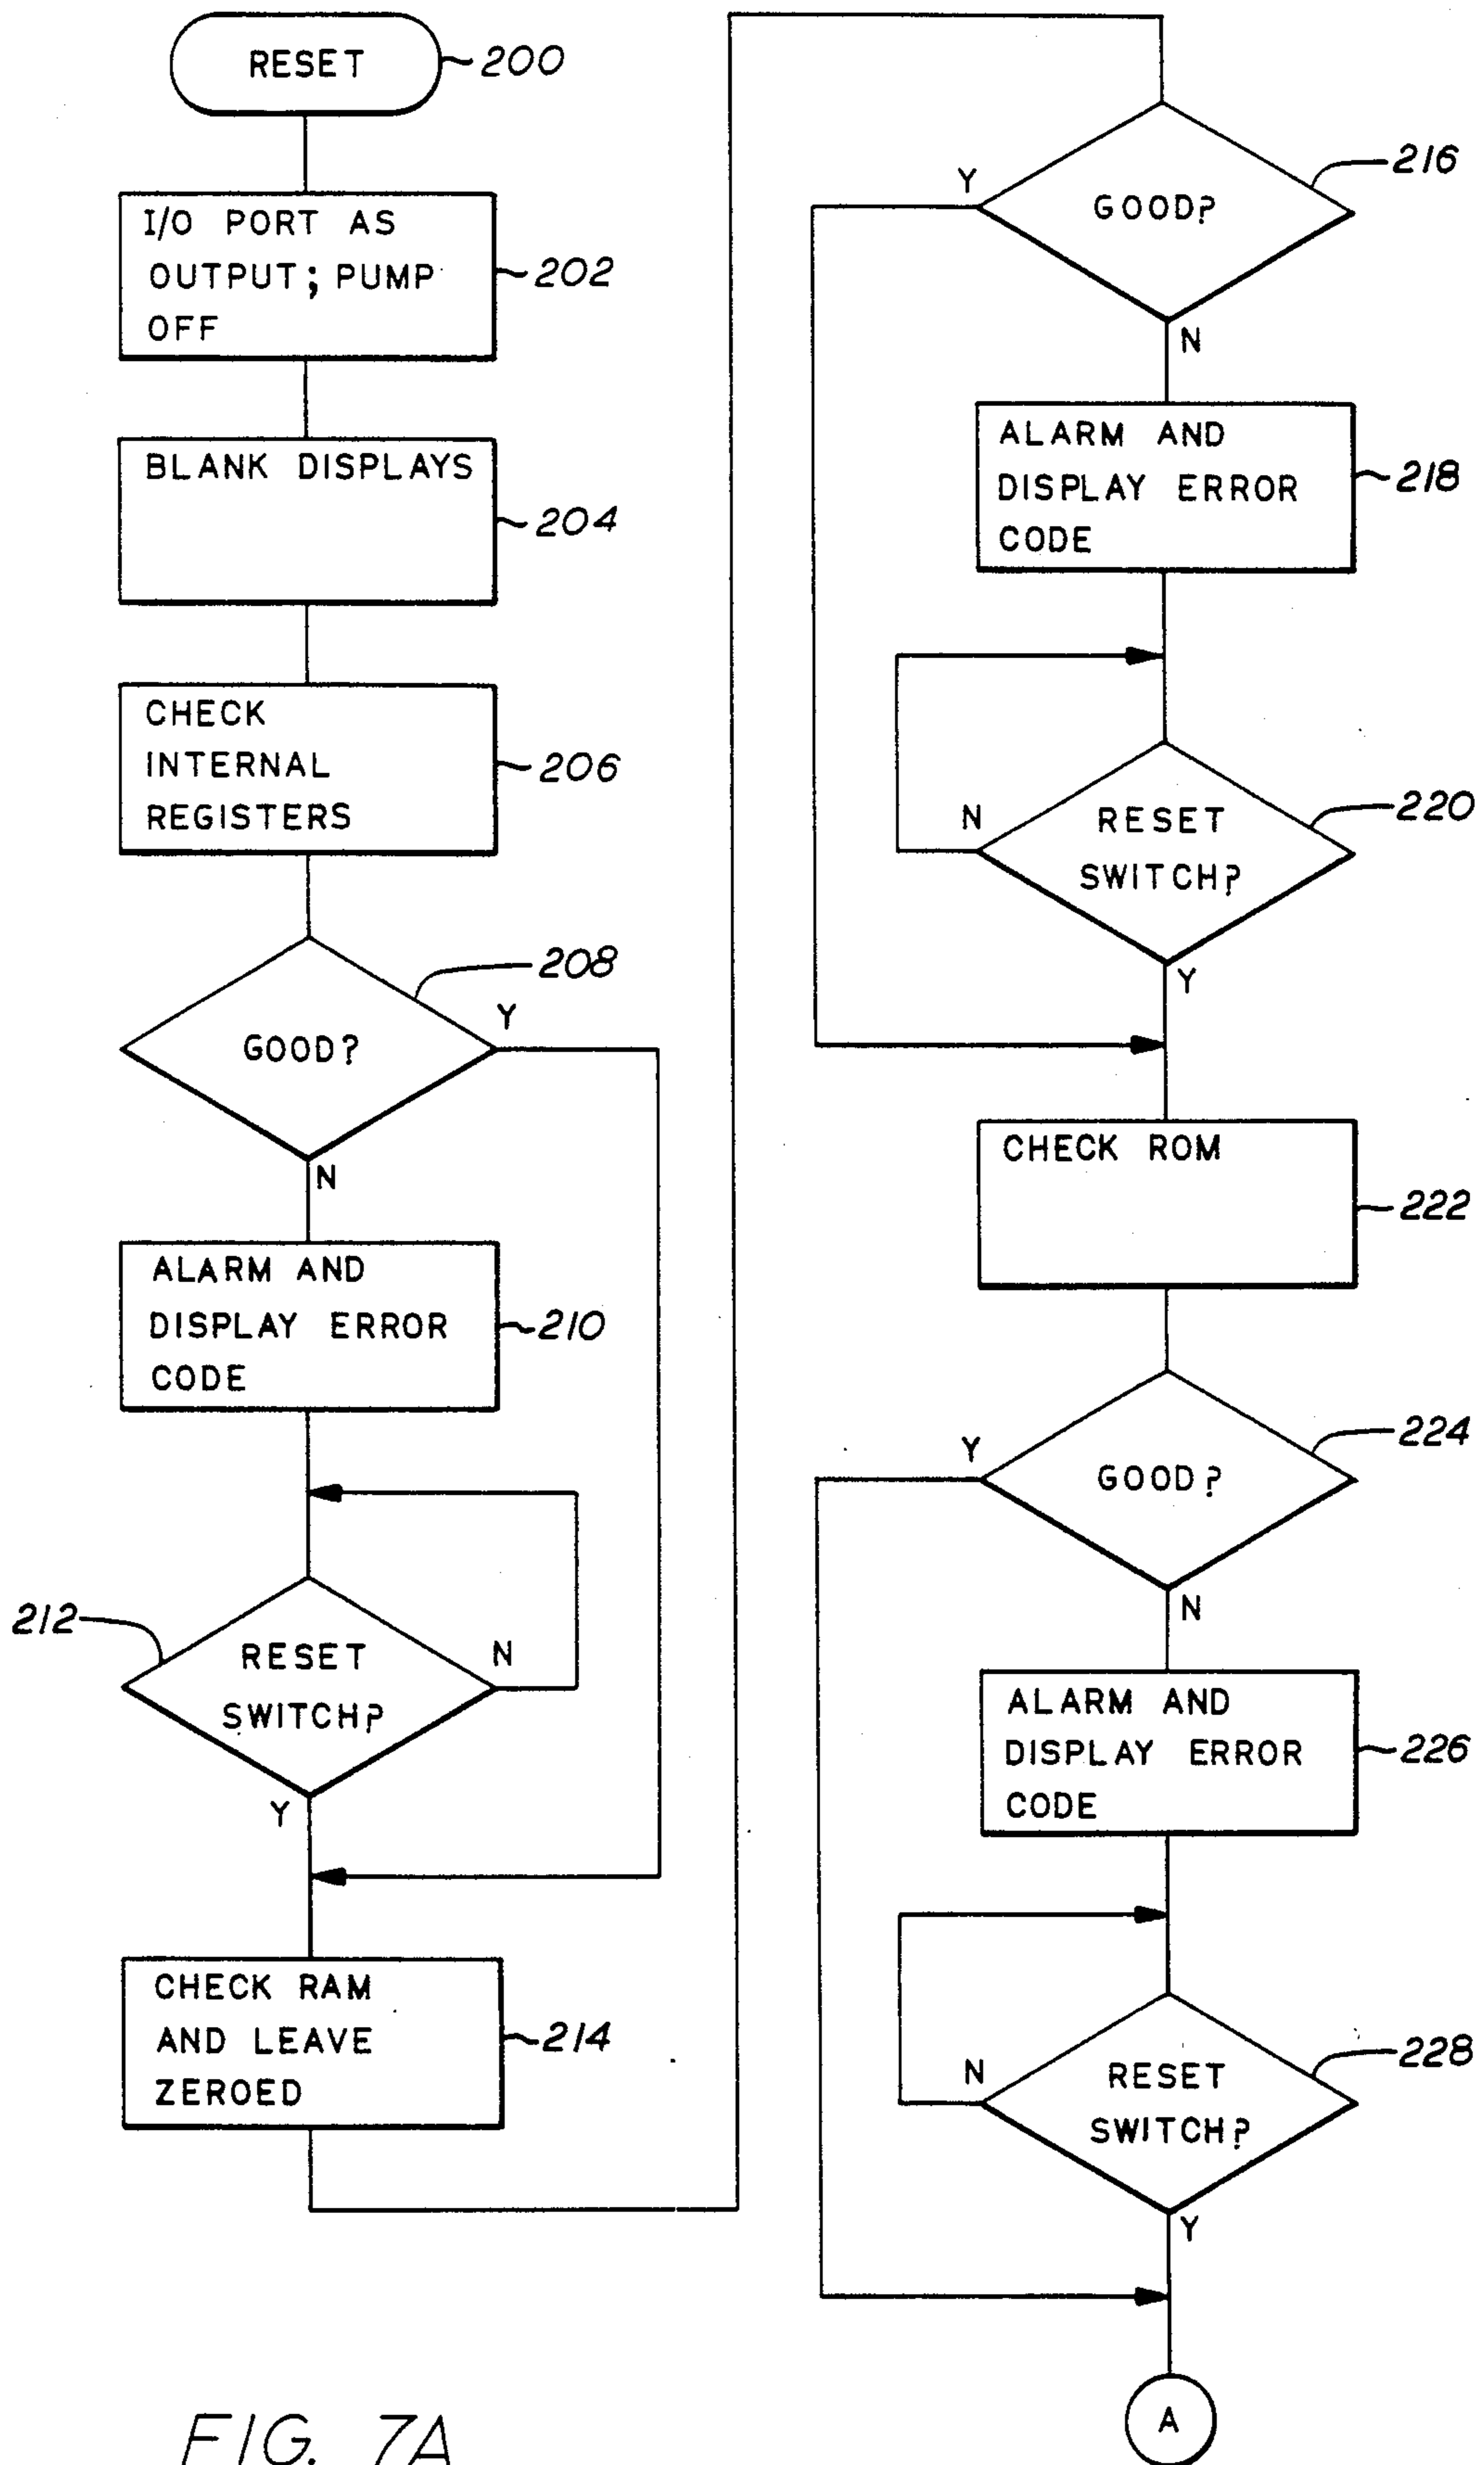 RESET
200
I/O PORT AS
OUTPUT; PUMP
OFF
202
BLANK DISPLAYS
204
CHECK
INTERNAL
REGISTERS
206
208
GOOD?
Y
N
ALARM AND
DISPLAY ERROR
CODE
210
212
RESET
SWITCH?
N
Y
CHECK RAM
AND LEAVE
ZEROED
214
216
Y
GOOD?
N
ALARM AND
DISPLAY ERROR
CODE
218
220
N
RESET
SWITCH?
Y
CHECK ROM
222
224
Y
GOOD?
N
ALARM AND
DISPLAY ERROR
CODE
226
228
N
RESET
SWITCH?
Y
A
FIG. 7A